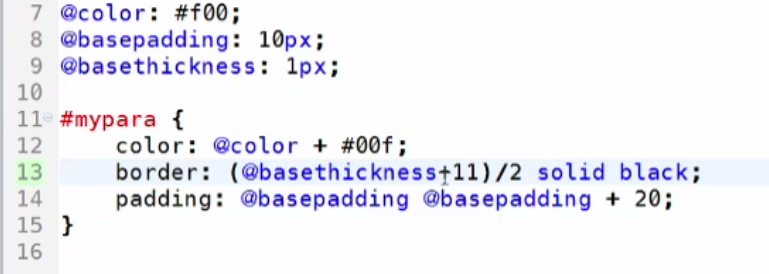 7 @color: #f00;
8 @basepadding: 10px;
9 @basethickness: 1px;
10
11 #mypara {
12 color: @color + #00f;
13 border: (@basethickness+11)/2 solid black;
14 padding: @basepadding @basepadding + 20;
15 }
16